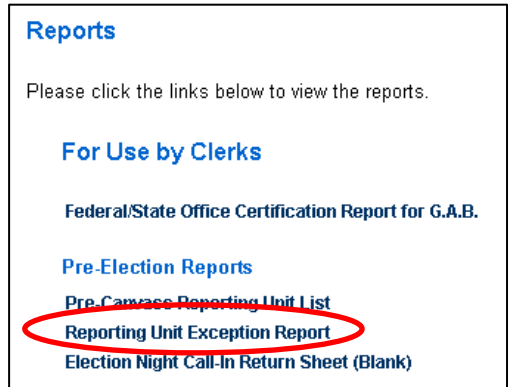 Reports
Please click the links below to view the reports.
For Use by Clerks
Federal/State Office Certification Report for G.A.B.
Pre-Election Reports
Pre-Canvass Reporting Unit List
Reporting Unit Exception Report
Election Night Call-In Return Sheet (Blank)